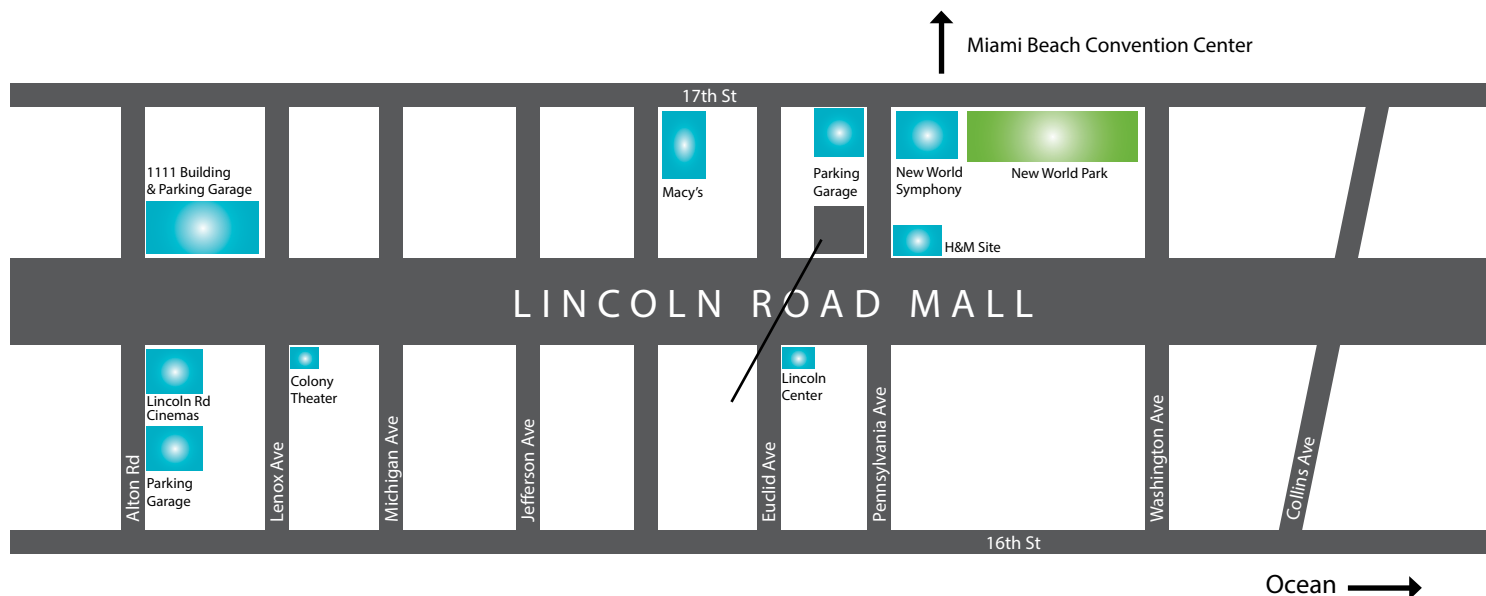 Miami Beach Convention Center
17th St
1111 Building
& Parking Garage
Macy's
Parking
Garage
New World
Symphony
New World Park
H&M Site
LINCOLN ROAD MALL
Lincoln Rd
Cinemas
Parking
Garage
Colony
Theater
Lincoln
Center
Alton Rd
Lenox Ave
Michigan Ave
Jefferson Ave
Euclid Ave
Pennsylvania Ave
Washington Ave
Collins Ave
16th St
Ocean